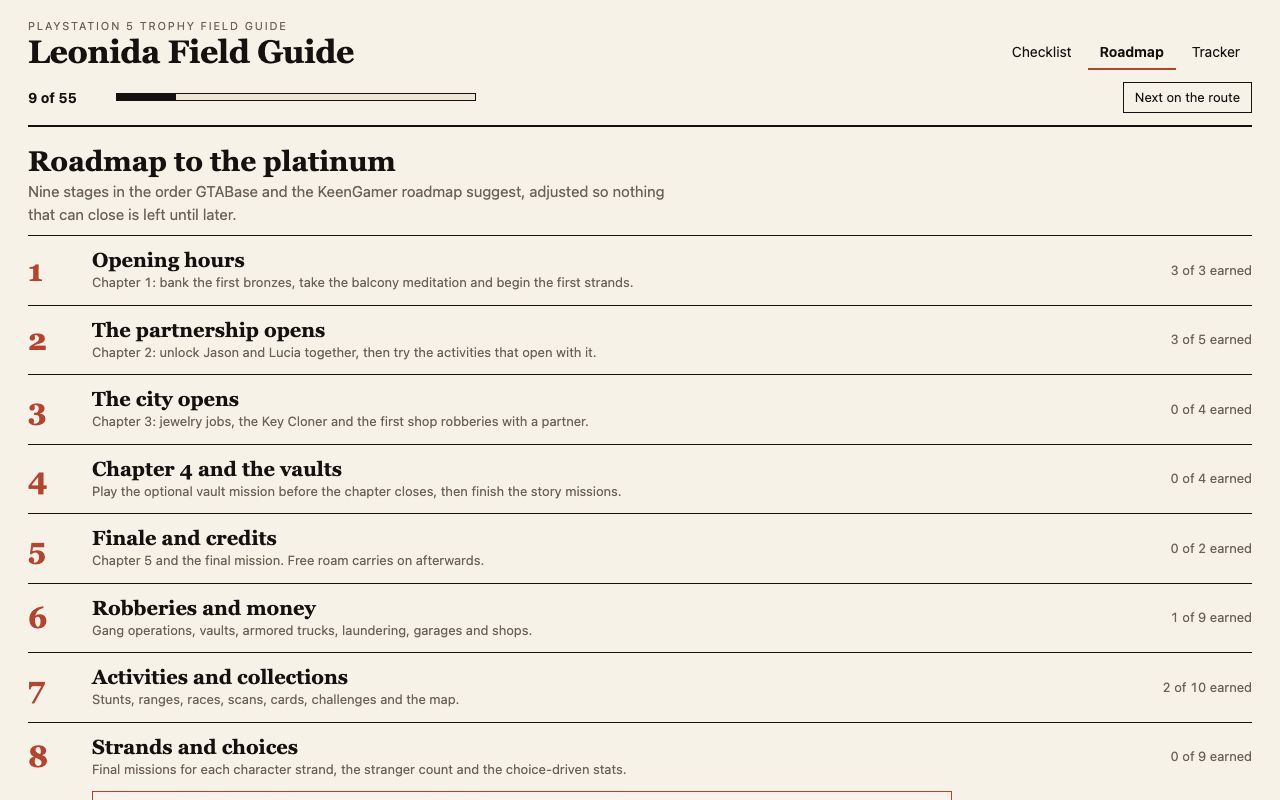 PLAYSTATION 5 TROPHY FIELD GUIDE
Leonida Field Guide
Checklist
Roadmap
Tracker
9 of 55
Next on the route
Roadmap to the platinum
Nine stages in the order GTABase and the KeenGamer roadmap suggest, adjusted so nothing
that can close is left until later.
1
Opening hours
Chapter 1: bank the first bronzes, take the balcony meditation and begin the first strands.
3 of 3 earned
2
The partnership opens
Chapter 2: unlock Jason and Lucia together, then try the activities that open with it.
3 of 5 earned
3
The city opens
Chapter 3: jewelry jobs, the Key Cloner and the first shop robberies with a partner.
0 of 4 earned
4
Chapter 4 and the vaults
Play the optional vault mission before the chapter closes, then finish the story missions.
0 of 4 earned
5
Finale and credits
Chapter 5 and the final mission. Free roam carries on afterwards.
0 of 2 earned
6
Robberies and money
Gang operations, vaults, armored trucks, laundering, garages and shops.
1 of 9 earned
7
Activities and collections
Stunts, ranges, races, scans, cards, challenges and the map.
2 of 10 earned
8
Strands and choices
Final missions for each character strand, the stranger count and the choice-driven stats.
0 of 9 earned